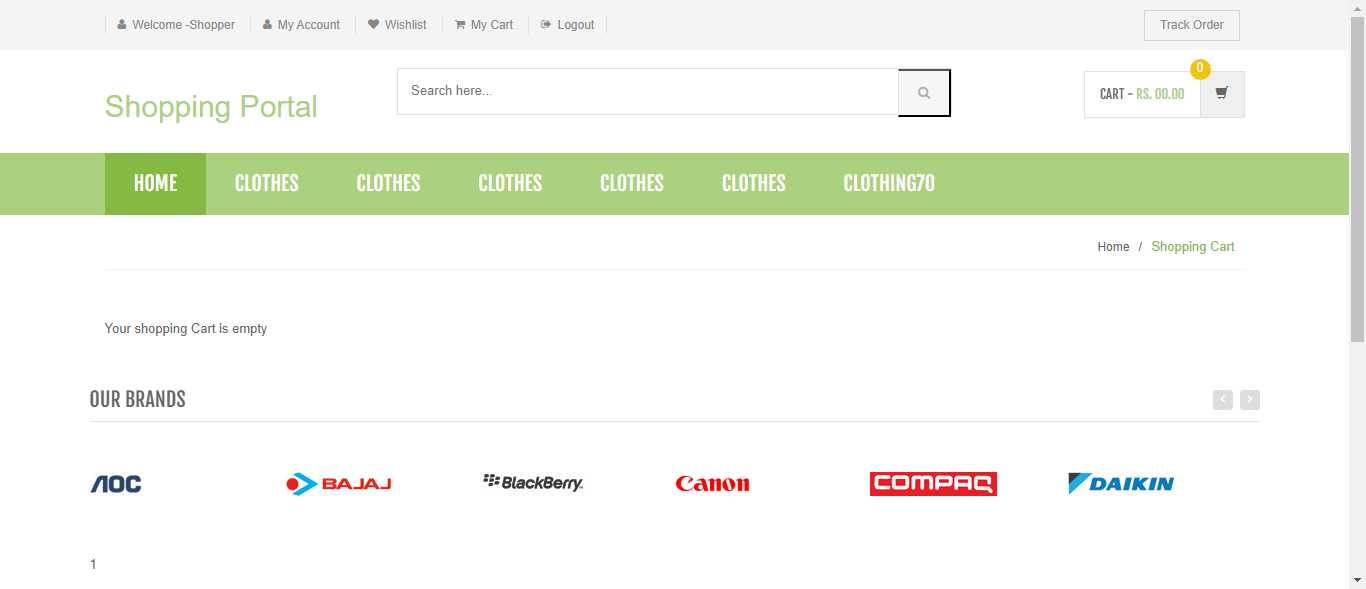 Welcome -Shopper My Account Wishlist My Cart Logout Track Order
Shopping Portal
Search here...
0
CART - RS. 00.00
HOME CLOTHES CLOTHES CLOTHES CLOTHES CLOTHES CLOTHING70
Home / Shopping Cart
Your shopping Cart is empty
OUR BRANDS
AOC BAJAJ BlackBerry Canon COMPAQ DAIKIN
1